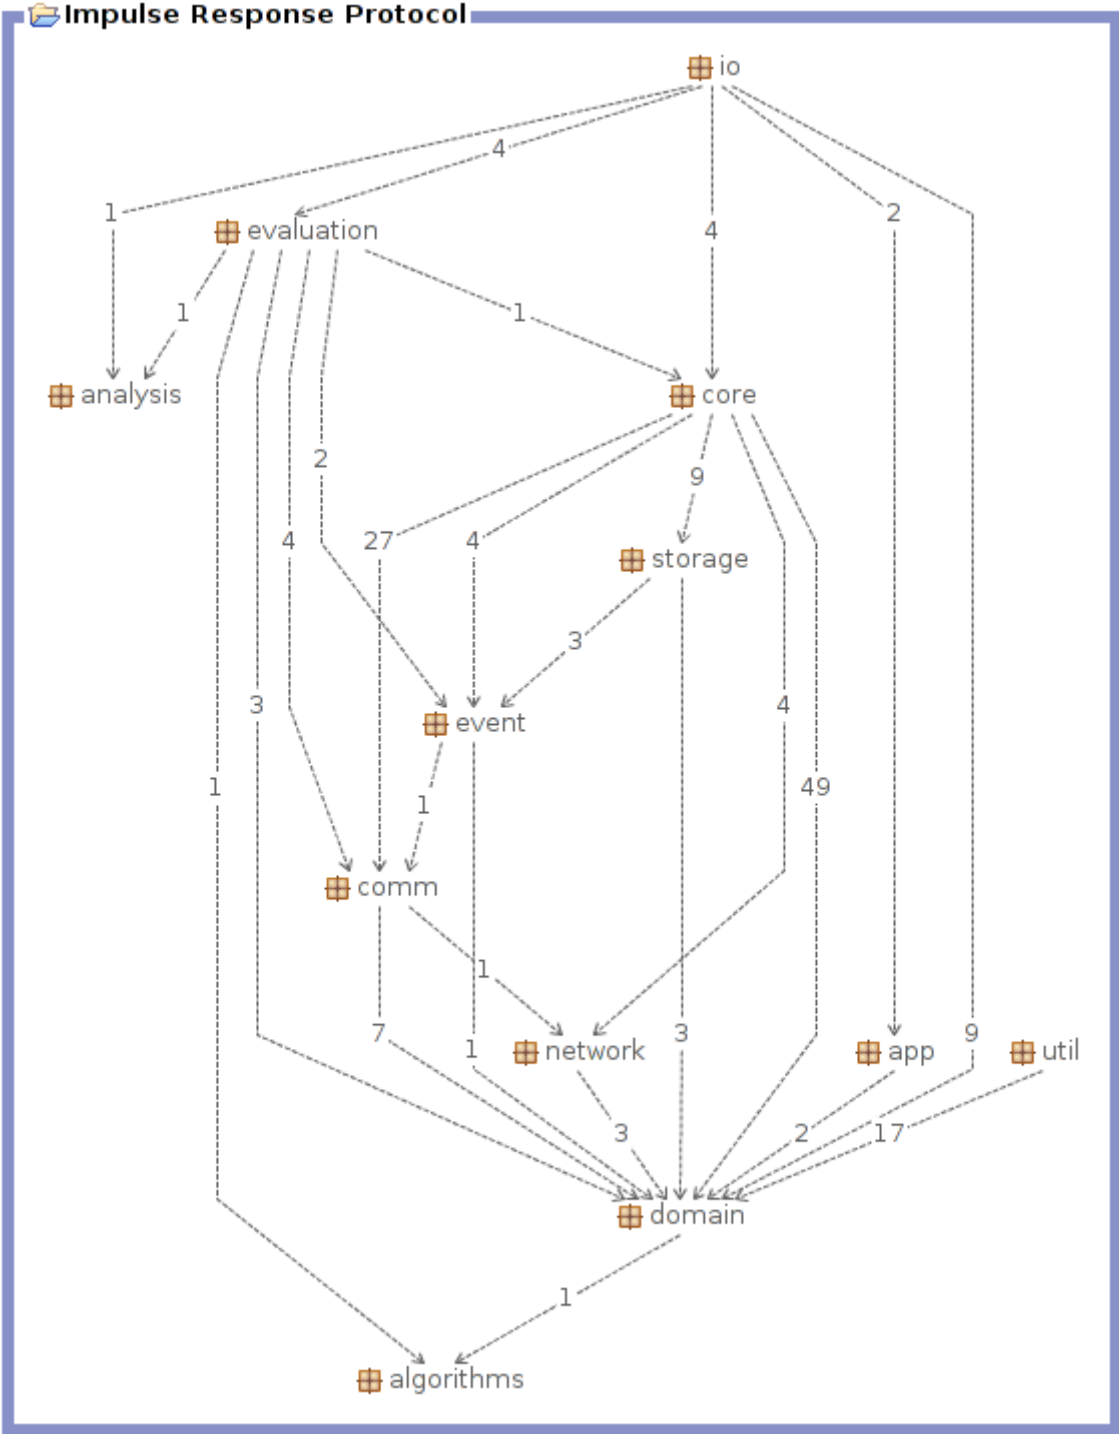 Impulse Response Protocol
io
4
1
2
evaluation
4
1
1
analysis
core
2
9
4
27
4
storage
3
3
4
event
1
49
1
comm
1
7
3
9
1
network
app
util
3
2
17
domain
1
algorithms